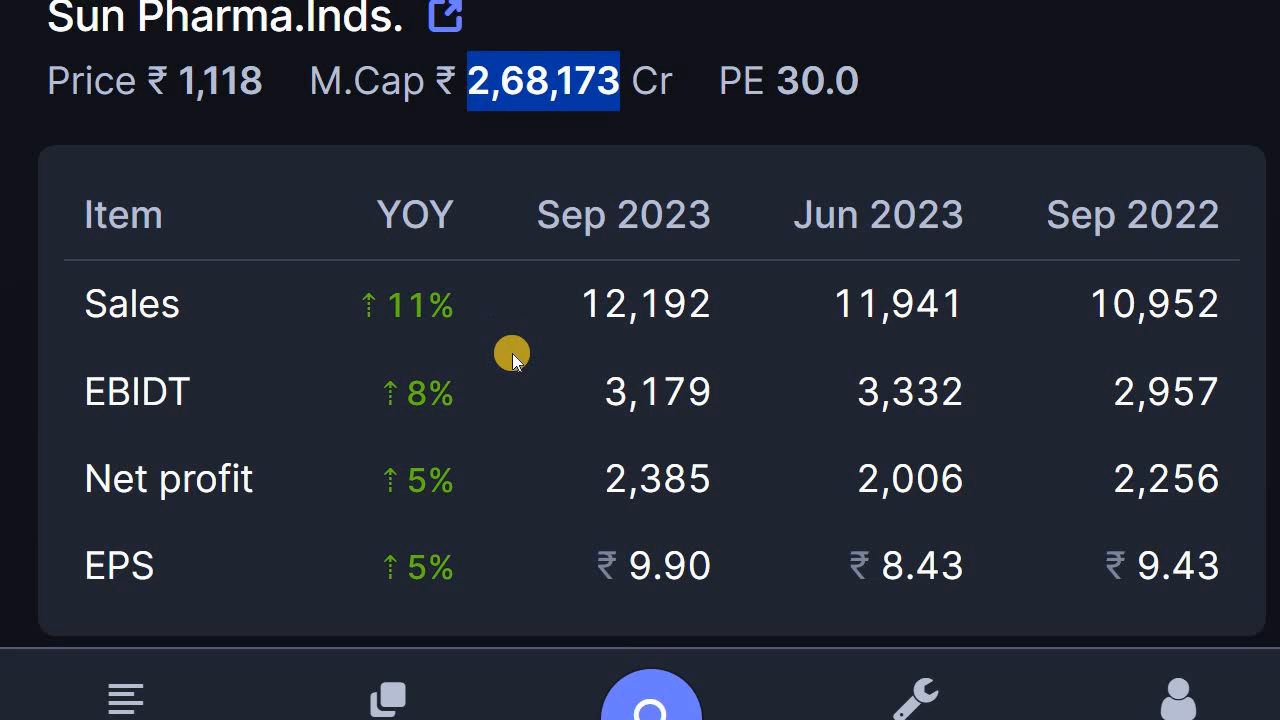 Sun Pharma.Inds.
Price ₹ 1,118 M.Cap ₹ 2,68,173 Cr PE 30.0
Item YOY Sep 2023 Jun 2023 Sep 2022
Sales ⇡ 11% 12,192 11,941 10,952
EBIDT ⇡ 8% 3,179 3,332 2,957
Net profit ⇡ 5% 2,385 2,006 2,256
EPS ⇡ 5% ₹ 9.90 ₹ 8.43 ₹ 9.43